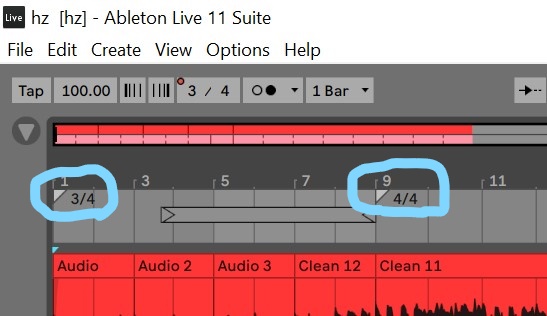 Live hz [hz] - Ableton Live 11 Suite
File Edit Create View Options Help
Tap 100.00 3 / 4 1 Bar
1 3 5 7 9 11
3/4 4/4
Audio Audio 2 Audio 3 Clean 12 Clean 11